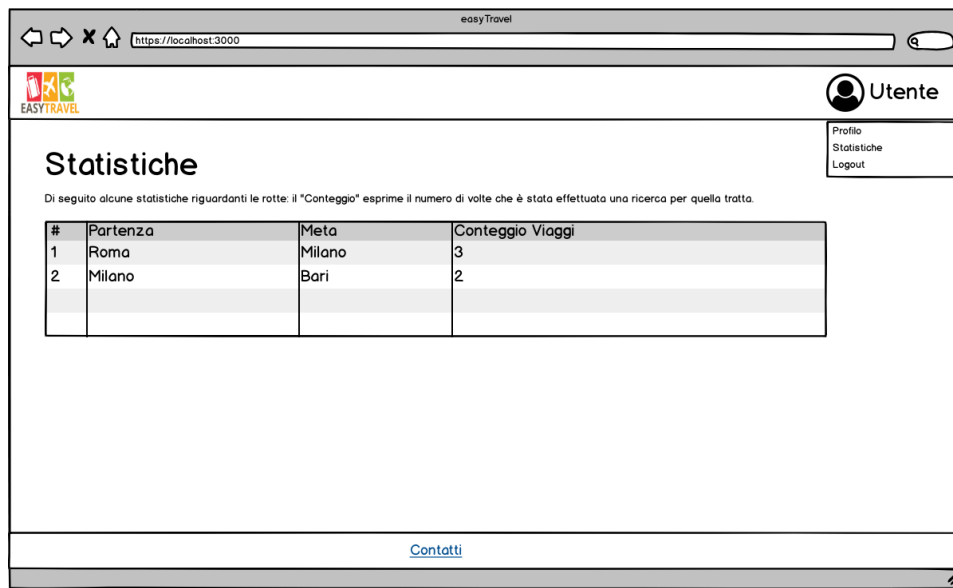 easyTravel
https://localhost:3000
EASYTRAVEL
Utente
Profilo
Statistiche
Logout
Statistiche
Di seguito alcune statistiche riguardanti le rotte: il "Conteggio" esprime il numero di volte che è stata effettuata una ricerca per quella tratta.
# Partenza Meta Conteggio Viaggi
1 Roma Milano 3
2 Milano Bari 2
Contatti